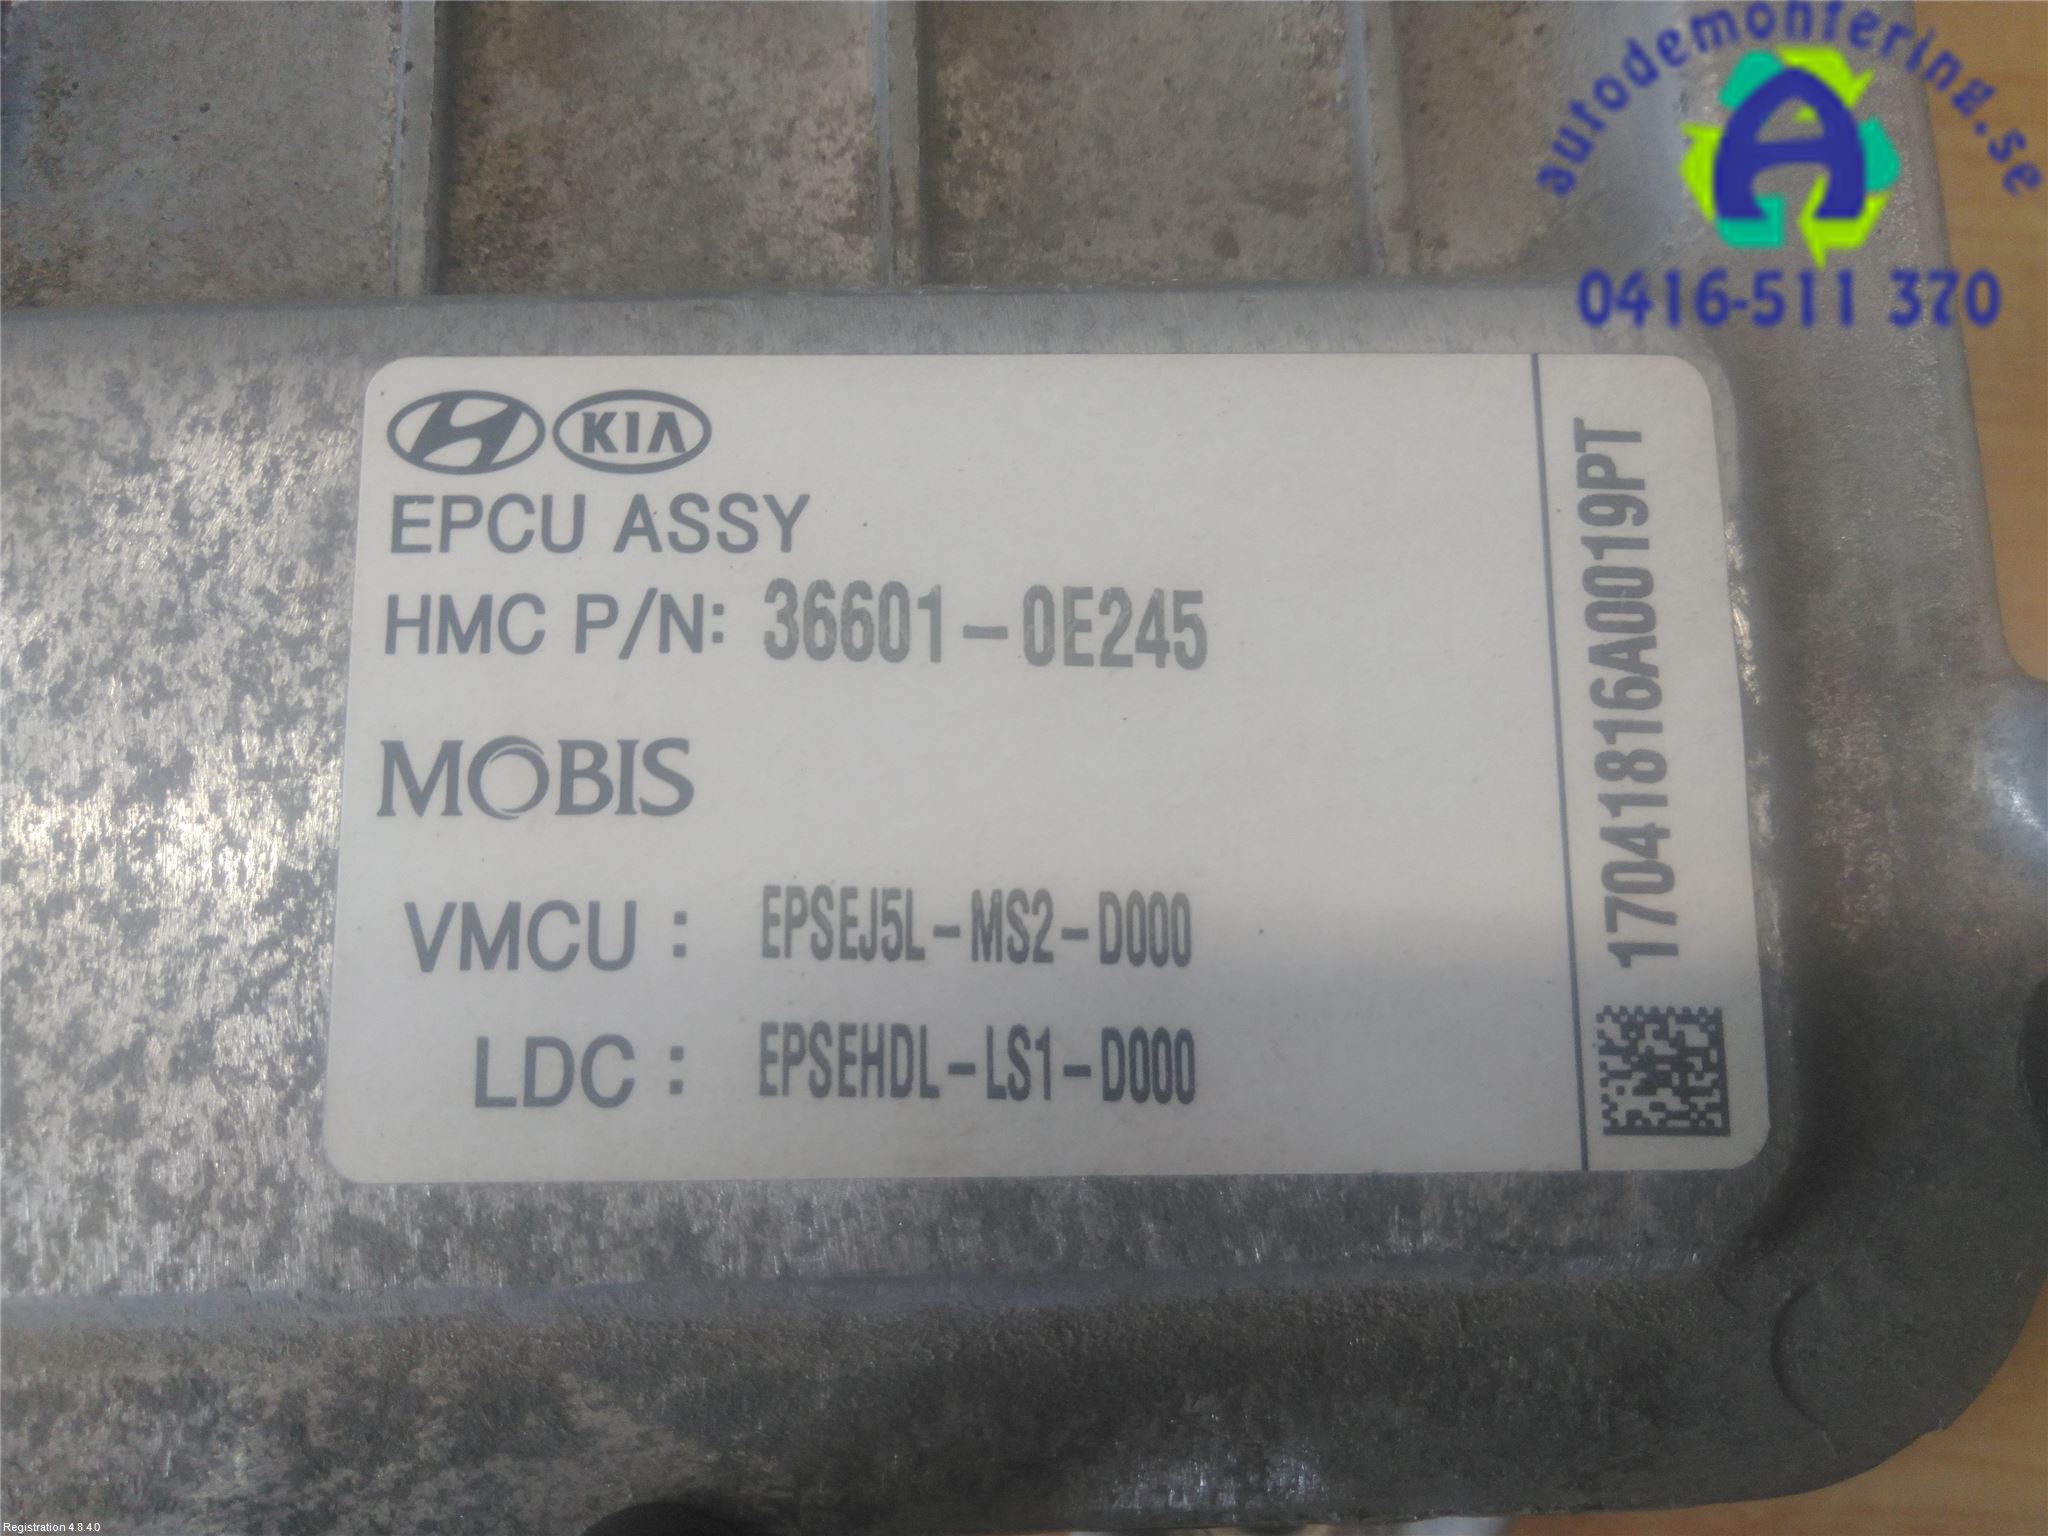 autodemontering.se
A
0416-511 370
KIA
EPCU ASSY
HMC P/N: 36601-0E245
MOBIS
VMCU : EPSEJ5L-MS2-D000
LDC : EPSEHDL-LS1-D000
17041816A0019PT
Registration 4.8.4.0